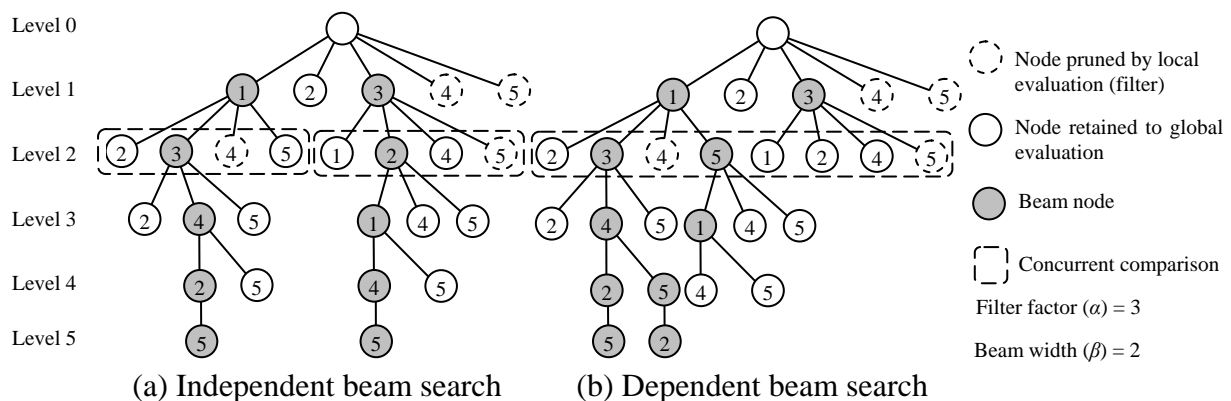 Level 0
Level 1
1 2 3 4 5
1 2 3 4 5
Level 2
2 3 4 5 1 2 4 5
2 3 4 5 1 2 4 5
Level 3
2 4 5 1 4 5
2 4 5 1 4 5
Level 4
2 5 4 5
2 5 4 5
Level 5
5 5
5 2
(a) Independent beam search
(b) Dependent beam search
Node pruned by local
evaluation (filter)
Node retained to global
evaluation
Beam node
Concurrent comparison
Filter factor (α) = 3
Beam width (β) = 2